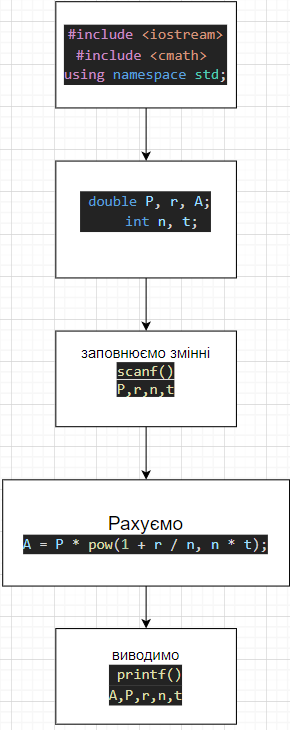 #include <iostream>
#include <cmath>
using namespace std;
double P, r, A;
int n, t;
заповнюємо змінні
scanf()
P,r,n,t
Рахуємо
A = P * pow(1 + r / n, n * t);
виводимо
printf()
A,P,r,n,t